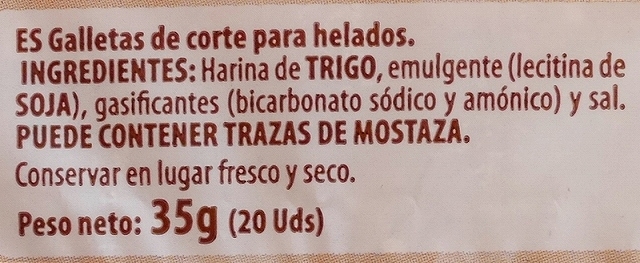 ES Galletas de corte para helados.
INGREDIENTES: Harina de TRIGO, emulgente (lecitina de
SOJA), gasificantes (bicarbonato sódico y amónico) y sal.
PUEDE CONTENER TRAZAS DE MOSTAZA.
Conservar en lugar fresco y seco.
Peso neto: 35g (20 Uds)